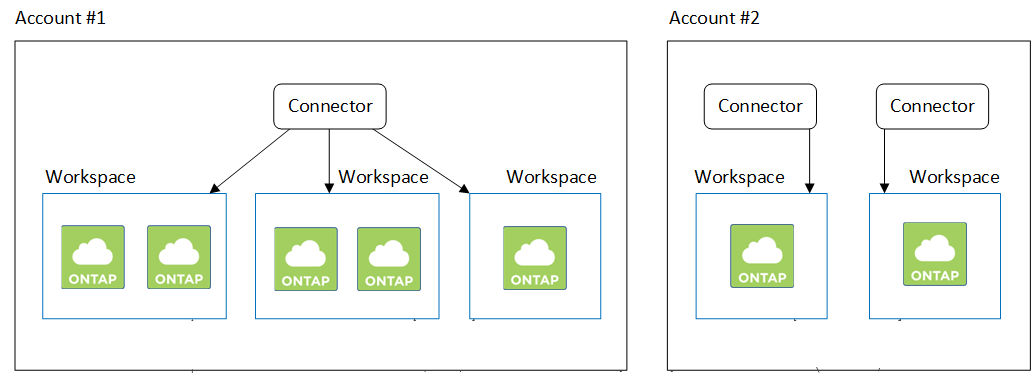 Account #1
Account #2
Connector
Connector
Connector
Workspace
Workspace
Workspace
Workspace
Workspace
ONTAP
ONTAP
ONTAP
ONTAP
ONTAP
ONTAP
ONTAP